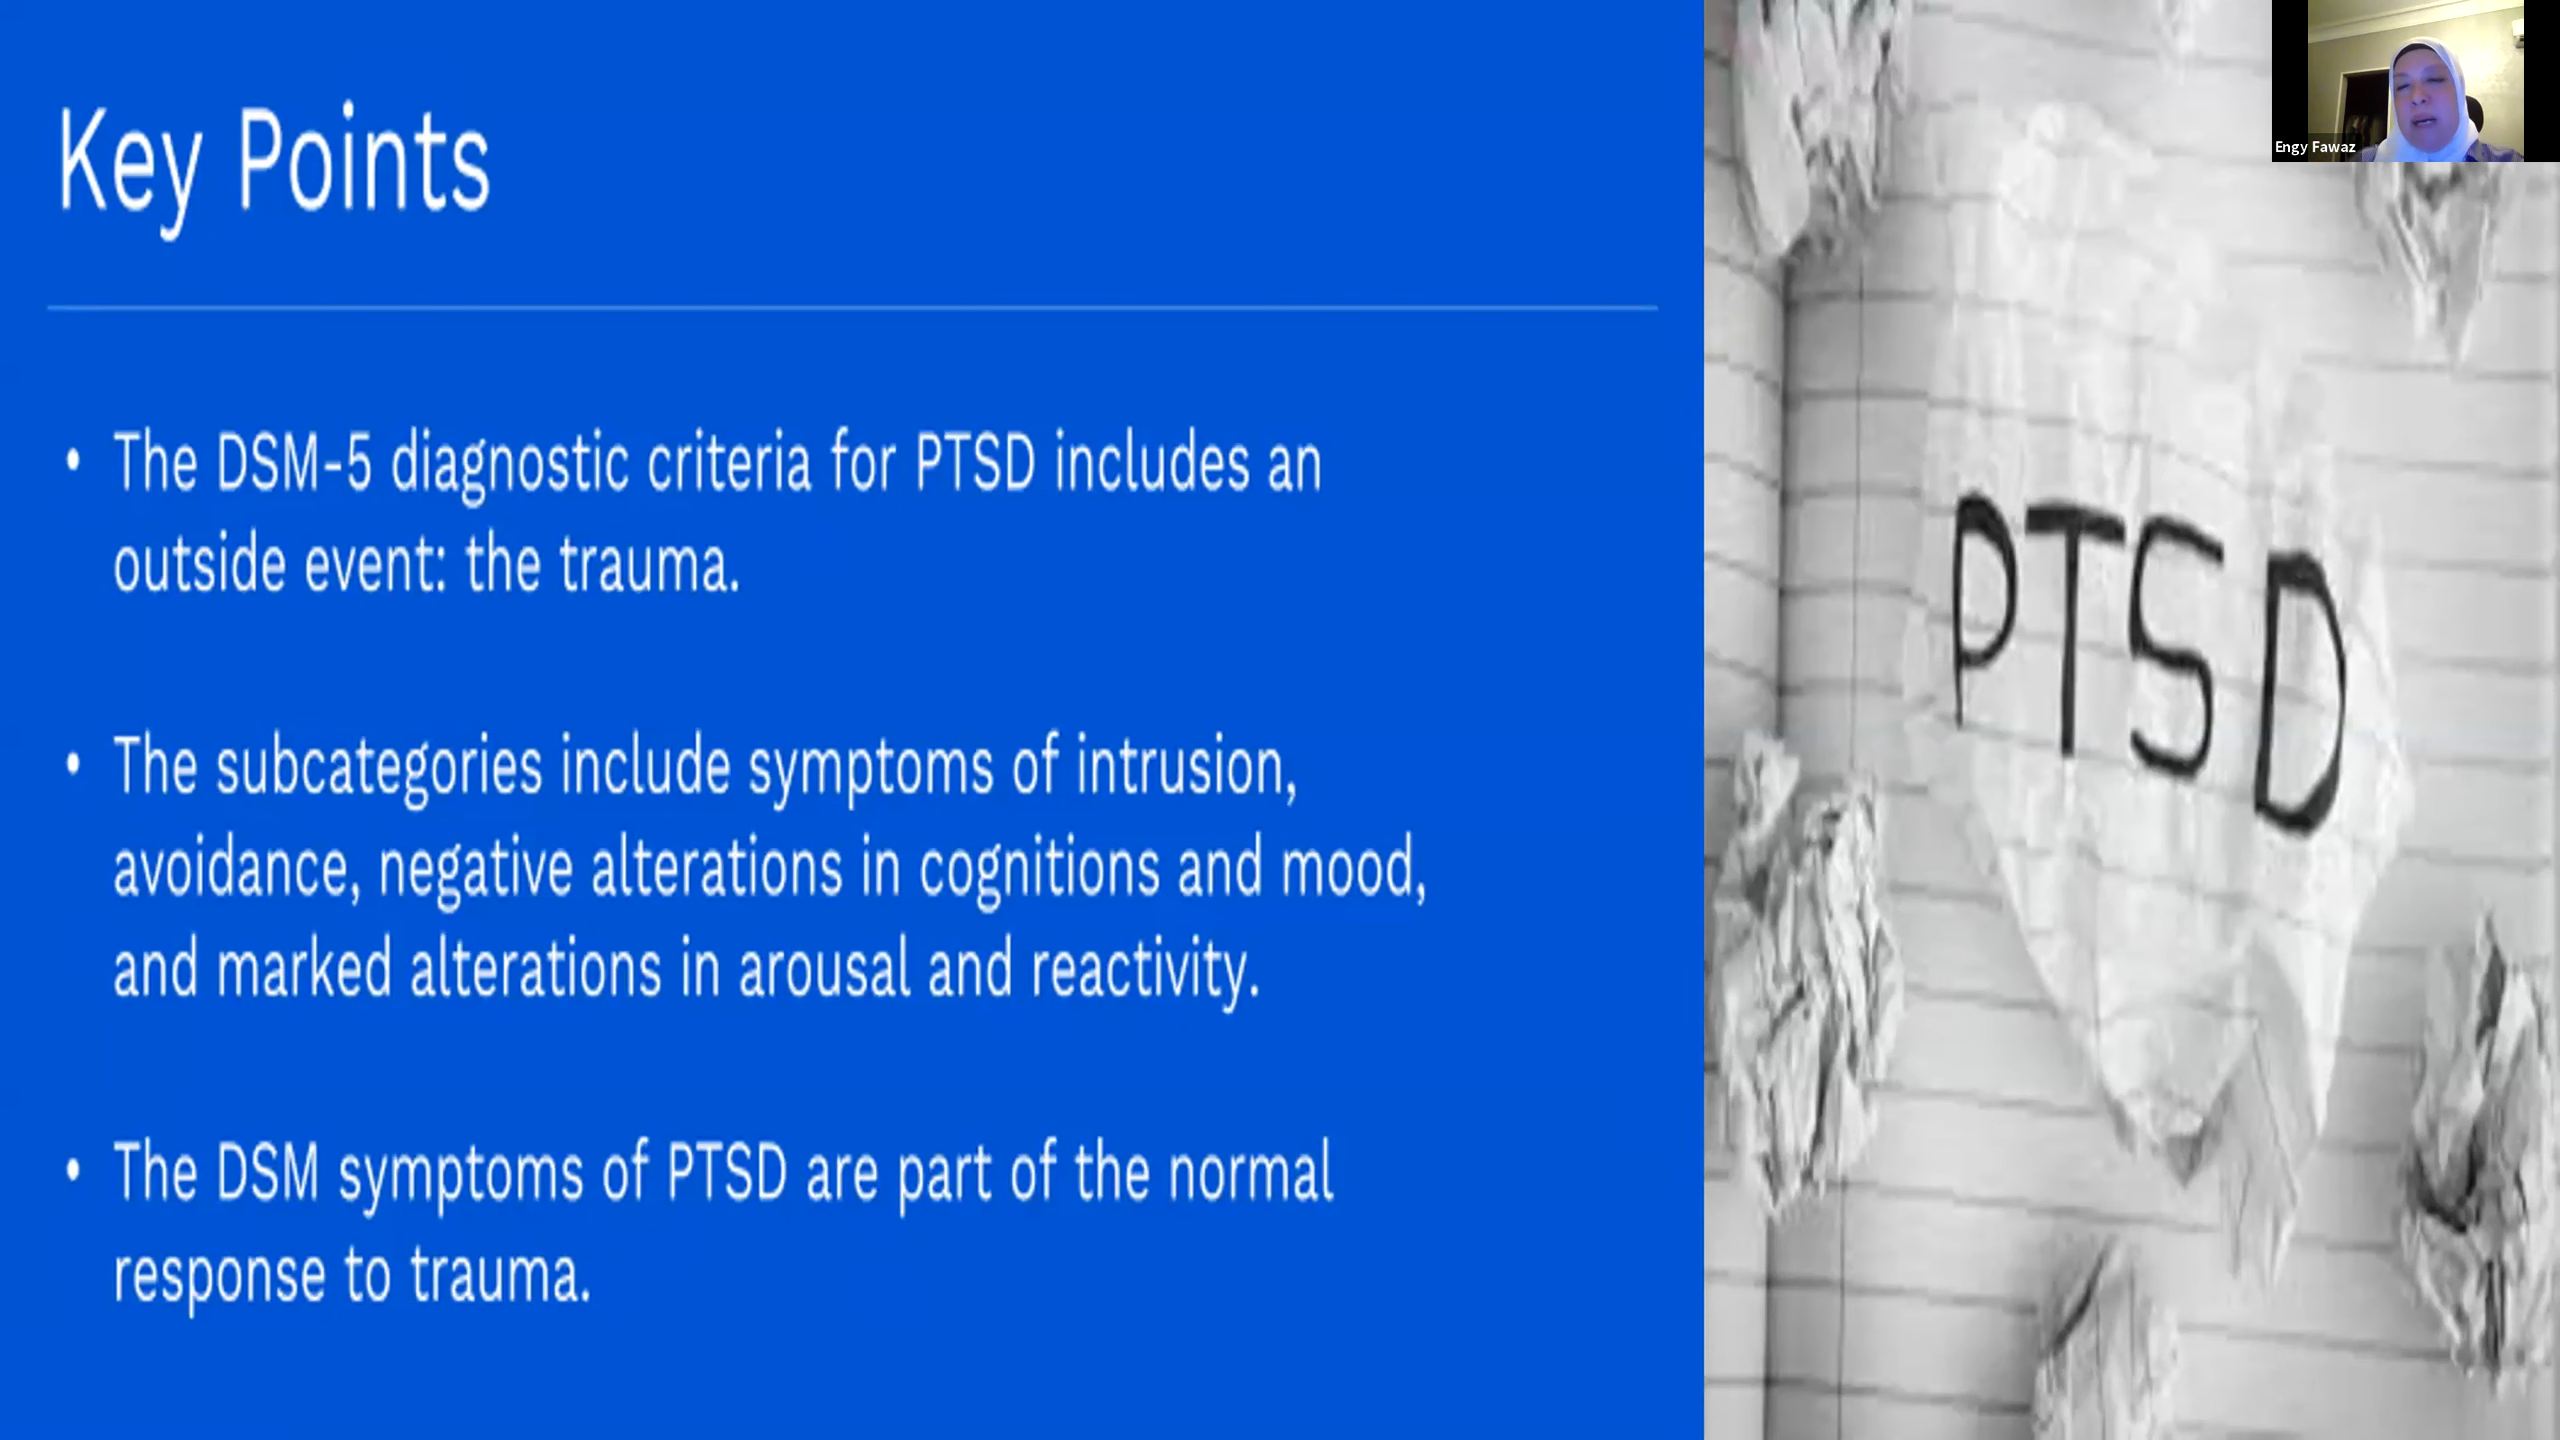 Key Points
• The DSM-5 diagnostic criteria for PTSD includes an
outside event: the trauma.
• The subcategories include symptoms of intrusion,
avoidance, negative alterations in cognitions and mood,
and marked alterations in arousal and reactivity.
• The DSM symptoms of PTSD are part of the normal
response to trauma.
PTSD
Engy Fawaz